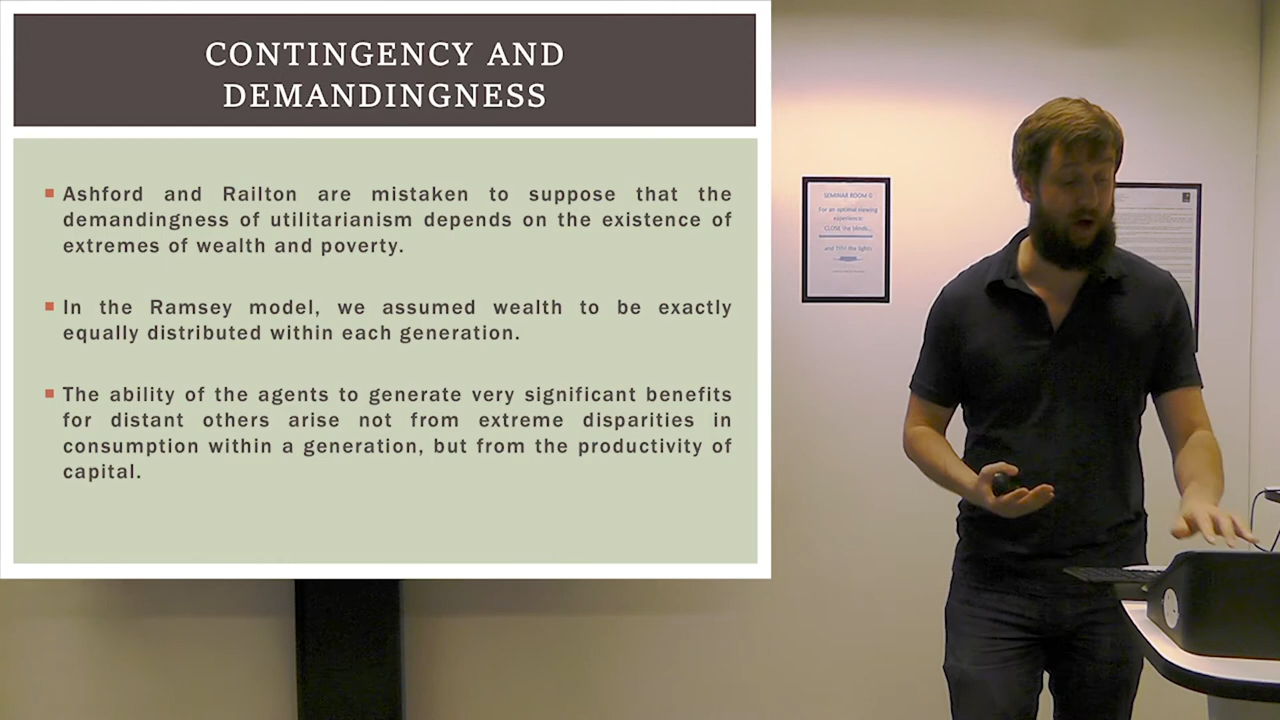 CONTINGENCY AND
DEMANDINGNESS
Ashford and Railton are mistaken to suppose that the
demandingness of utilitarianism depends on the existence of
extremes of wealth and poverty.
In the Ramsey model, we assumed wealth to be exactly
equally distributed within each generation.
The ability of the agents to generate very significant benefits
for distant others arise not from extreme disparities in
consumption within a generation, but from the productivity of
capital.
SEMINAR ROOM G
For an optimal viewing
experience:
CLOSE the blinds...
and DIM the lights